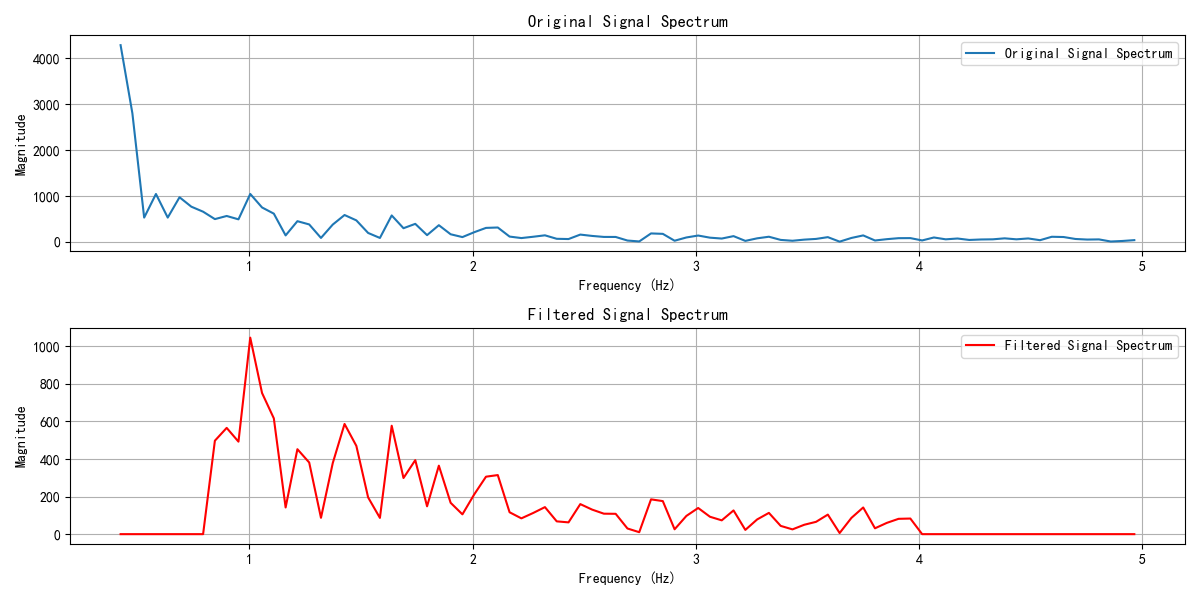 Original Signal Spectrum
Original Signal Spectrum
4000
3000
2000
1000
0
Magnitude
1 2 3 4 5
Frequency (Hz)
Filtered Signal Spectrum
Filtered Signal Spectrum
1000
800
600
400
200
0
Magnitude
1 2 3 4 5
Frequency (Hz)